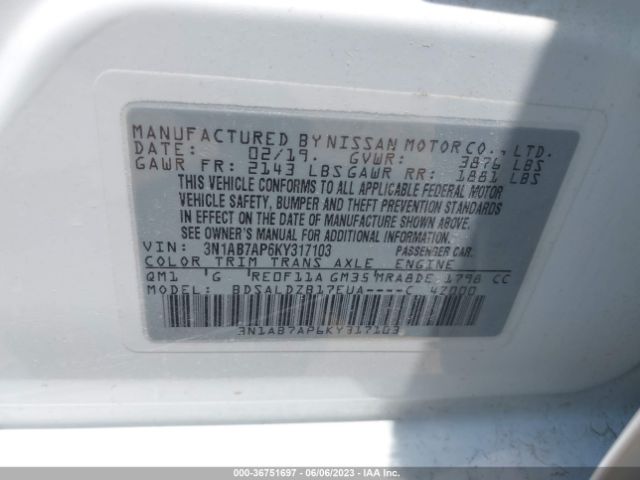 MANUFACTURED BY NISSAN MOTOR CO., LTD.
DATE: 02/19. GVWR: 3876 LBS
GAWR FR: 2143 LBS GAWR RR: 1881 LBS
THIS VEHICLE CONFORMS TO ALL APPLICABLE FEDERAL MOTOR
VEHICLE SAFETY, BUMPER AND THEFT PREVENTION STANDARDS
IN EFFECT ON THE DATE OF MANUFACTURE SHOWN ABOVE.
SEE OWNER'S MANUAL FOR ADDITIONAL INFORMATION.
VIN: 3N1AB7AP6KY317103 PASSENGER CAR.
COLOR TRIM TRANS AXLE ENGINE
QM1 G RE0F11A GM35 MRA8DE 1798 CC
MODEL: BDSALDZB17EUA----C 4Z000
3N1AB7AP6KY317103
000-36751697 - 06/06/2023 - IAA Inc.